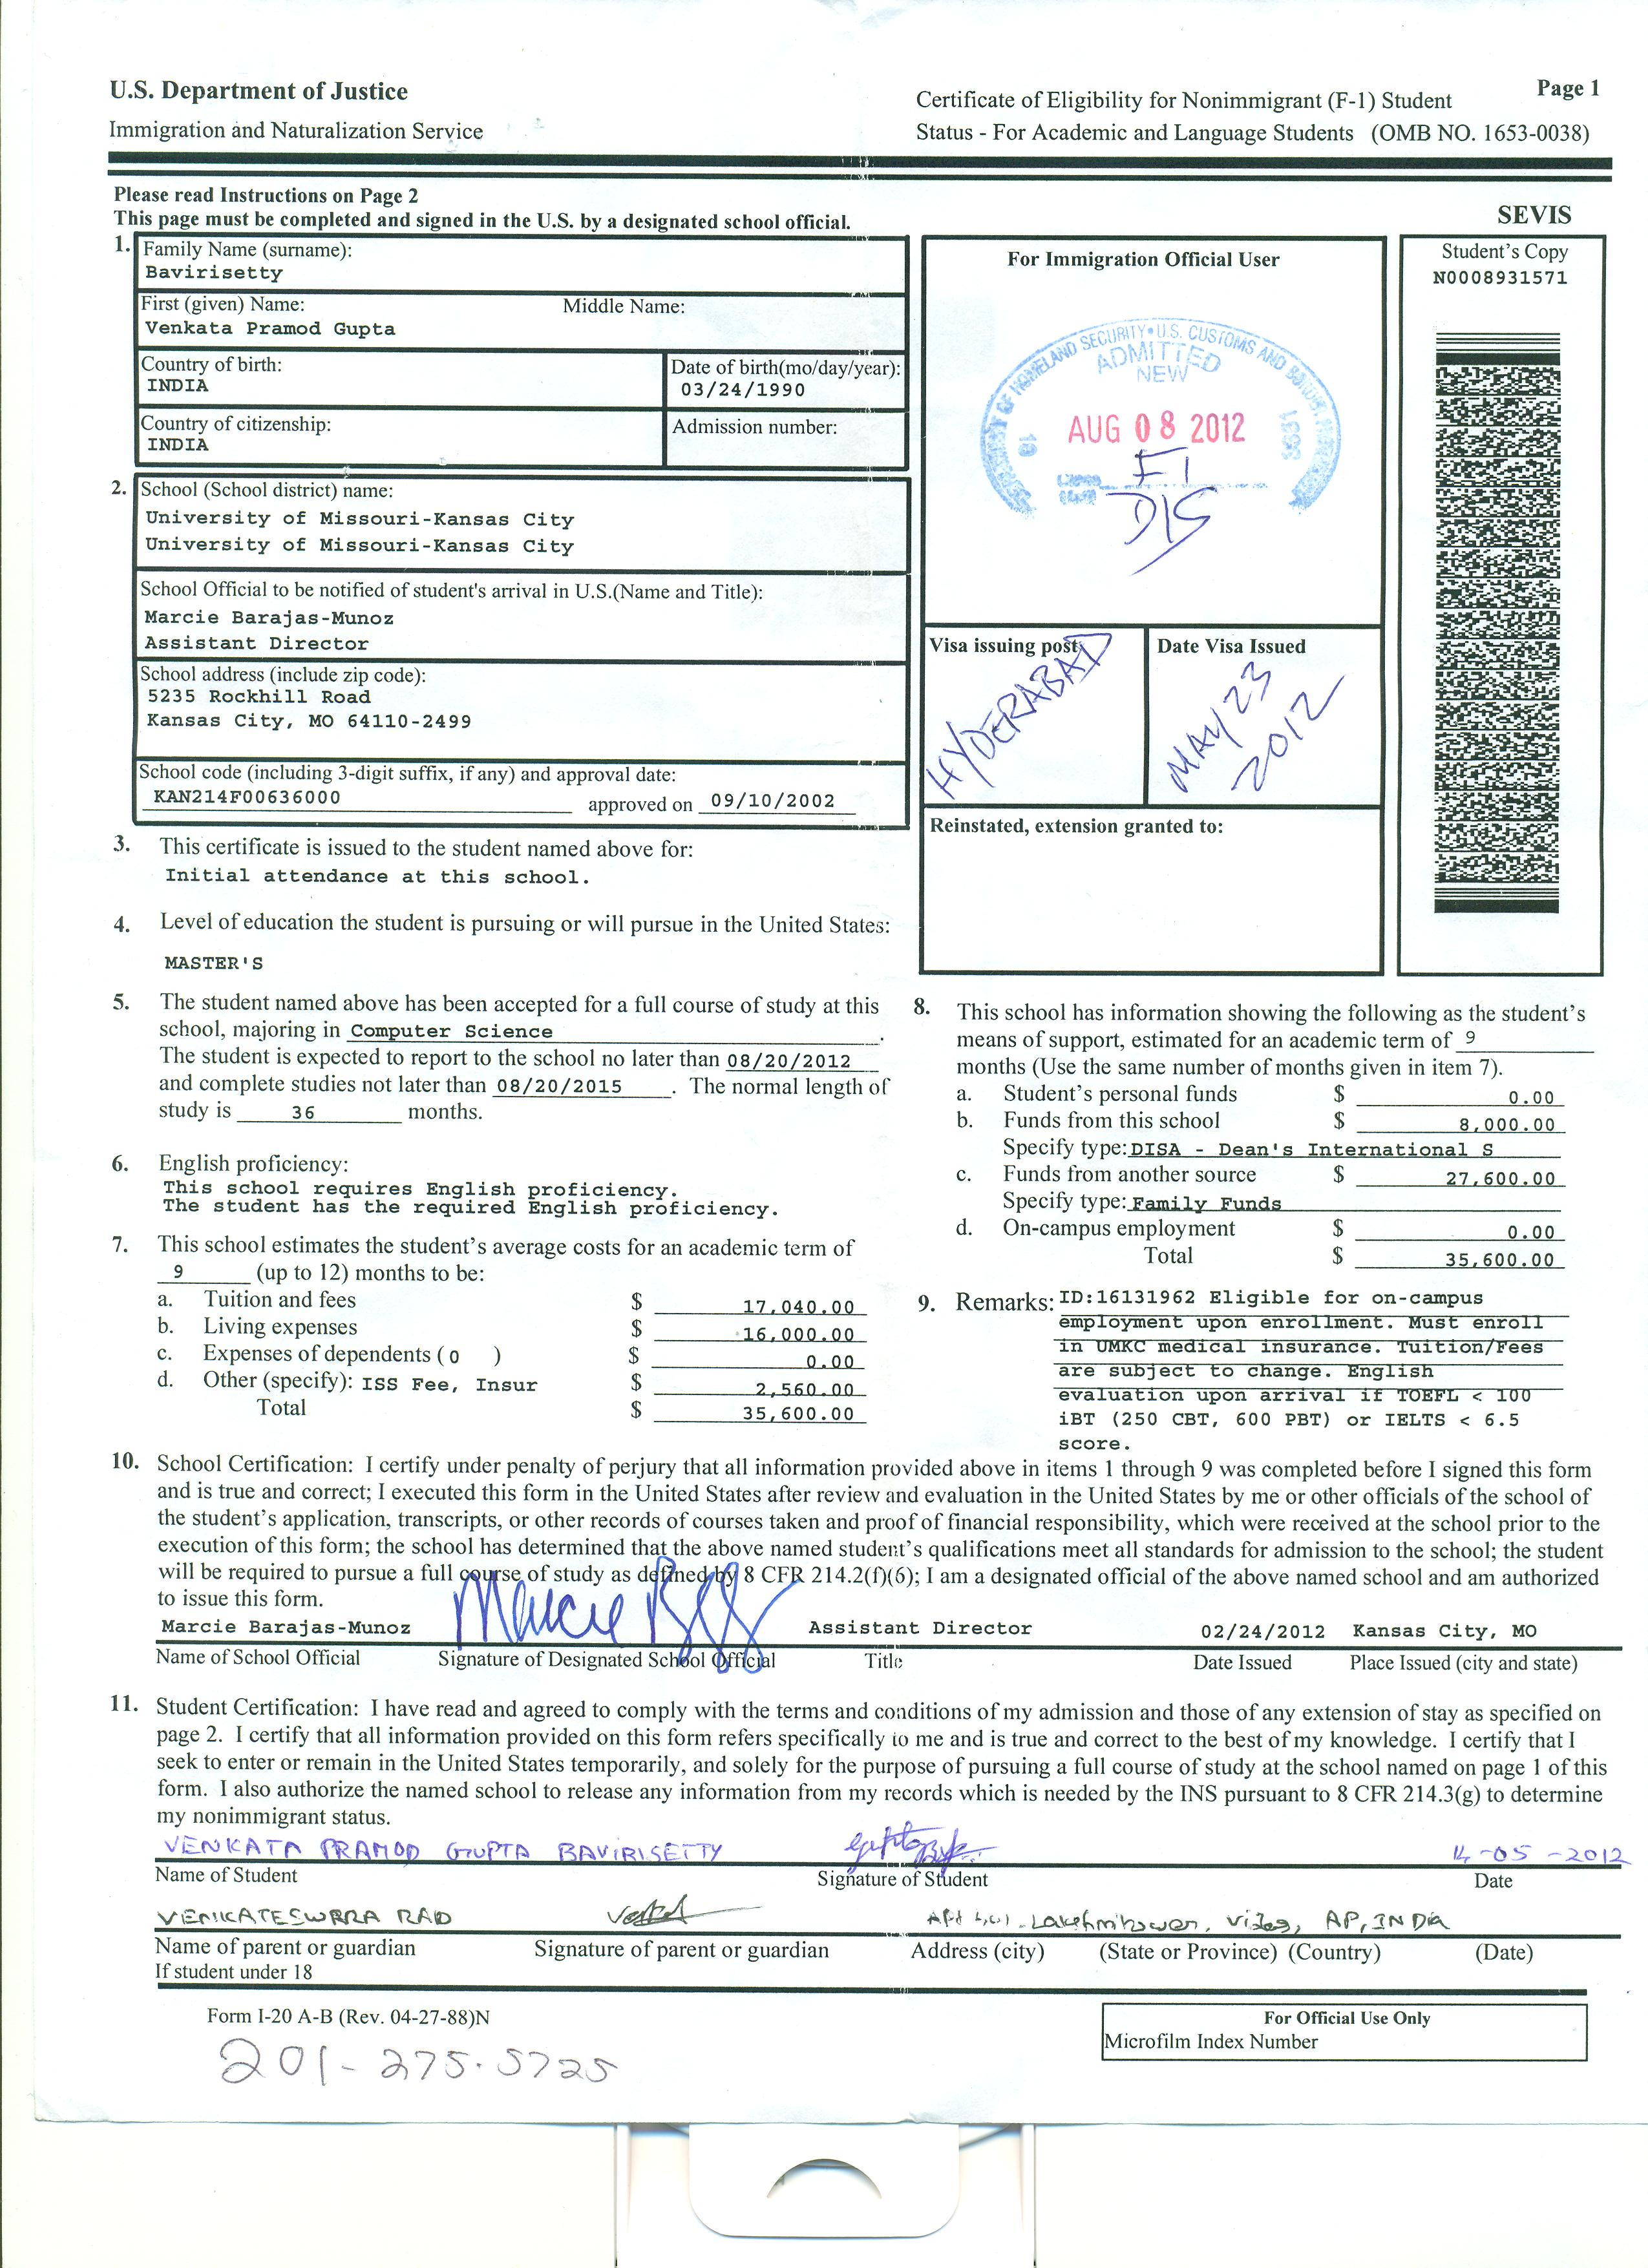 U.S. Department of Justice
Immigration and Naturalization Service
Certificate of Eligibility for Nonimmigrant (F-1) Student
Status - For Academic and Language Students (OMB NO. 1653-0038)
Page 1
Please read Instructions on Page 2
This page must be completed and signed in the U.S. by a designated school official.
SEVIS
1. Family Name (surname):
Bavirisetty
First (given) Name: Middle Name:
Venkata Pramod Gupta
Country of birth:
INDIA
Date of birth(mo/day/year):
03/24/1990
Country of citizenship:
INDIA
Admission number:
For Immigration Official User
DEPARTMENT OF HOMELAND SECURITY • U.S. CUSTOMS AND BORDER
ADMITTED
NEW
AUG 08 2012
F1
D/S
Student's Copy
N0008931571
2. School (School district) name:
University of Missouri-Kansas City
University of Missouri-Kansas City
School Official to be notified of student's arrival in U.S.(Name and Title):
Marcie Barajas-Munoz
Assistant Director
School address (include zip code):
5235 Rockhill Road
Kansas City, MO 64110-2499
School code (including 3-digit suffix, if any) and approval date:
KAN214F00636000 approved on 09/10/2002
Visa issuing post
HYDERABAD
Date Visa Issued
MAY 23
2012
Reinstated, extension granted to:
3. This certificate is issued to the student named above for:
Initial attendance at this school.
4. Level of education the student is pursuing or will pursue in the United States:
MASTER'S
5. The student named above has been accepted for a full course of study at this
school, majoring in Computer Science .
The student is expected to report to the school no later than 08/20/2012
and complete studies not later than 08/20/2015 . The normal length of
study is 36 months.
6. English proficiency:
This school requires English proficiency.
The student has the required English proficiency.
7. This school estimates the student's average costs for an academic term of
9 (up to 12) months to be:
a. Tuition and fees $ 17,040.00
b. Living expenses $ 16,000.00
c. Expenses of dependents ( 0 ) $ 0.00
d. Other (specify): ISS Fee, Insur $ 2,560.00
Total $ 35,600.00
8. This school has information showing the following as the student's
means of support, estimated for an academic term of 9
months (Use the same number of months given in item 7).
a. Student's personal funds $ 0.00
b. Funds from this school $ 8,000.00
Specify type: DISA - Dean's International S
c. Funds from another source $ 27,600.00
Specify type: Family Funds
d. On-campus employment $ 0.00
Total $ 35,600.00
9. Remarks: ID:16131962 Eligible for on-campus
employment upon enrollment. Must enroll
in UMKC medical insurance. Tuition/Fees
are subject to change. English
evaluation upon arrival if TOEFL < 100
iBT (250 CBT, 600 PBT) or IELTS < 6.5
score.
10. School Certification: I certify under penalty of perjury that all information provided above in items 1 through 9 was completed before I signed this form
and is true and correct; I executed this form in the United States after review and evaluation in the United States by me or other officials of the school of
the student's application, transcripts, or other records of courses taken and proof of financial responsibility, which were received at the school prior to the
execution of this form; the school has determined that the above named student's qualifications meet all standards for admission to the school; the student
will be required to pursue a full course of study as defined by 8 CFR 214.2(f)(6); I am a designated official of the above named school and am authorized
to issue this form.
Marcie Barajas-Munoz Marcie Assistant Director 02/24/2012 Kansas City, MO
Name of School Official Signature of Designated School Official Title Date Issued Place Issued (city and state)
11. Student Certification: I have read and agreed to comply with the terms and conditions of my admission and those of any extension of stay as specified on
page 2. I certify that all information provided on this form refers specifically to me and is true and correct to the best of my knowledge. I certify that I
seek to enter or remain in the United States temporarily, and solely for the purpose of pursuing a full course of study at the school named on page 1 of this
form. I also authorize the named school to release any information from my records which is needed by the INS pursuant to 8 CFR 214.3(g) to determine
my nonimmigrant status.
VENKATA PRAMOD GUPTA BAVIRISETTY 14-05-2012
Name of Student Signature of Student Date
VENKATESWRRA RAO AP, INDIA
Name of parent or guardian Signature of parent or guardian Address (city) (State or Province) (Country) (Date)
If student under 18
Form I-20 A-B (Rev. 04-27-88)N
For Official Use Only
Microfilm Index Number
201-275-5725